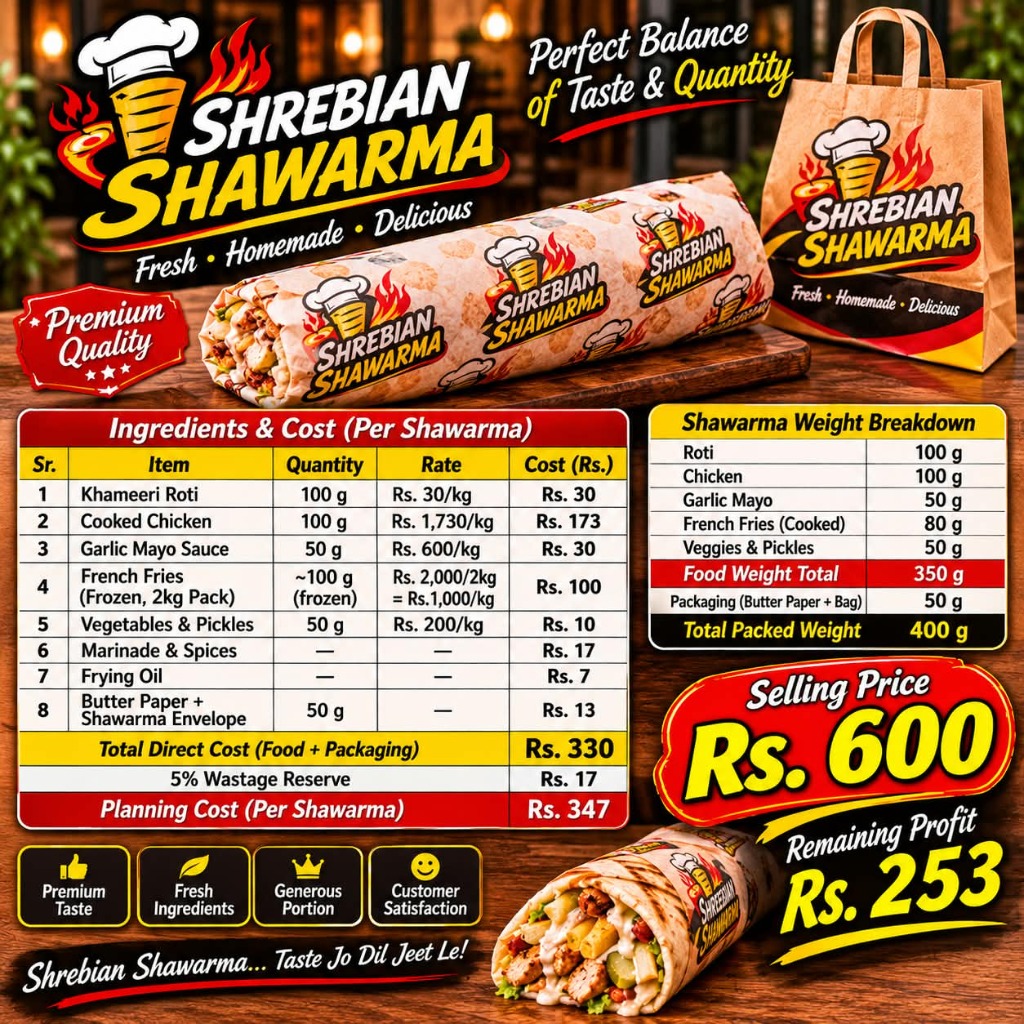 SHREBIAN
SHAWARMA
Fresh • Homemade • Delicious
Perfect Balance
of Taste & Quantity
SHREBIAN
SHAWARMA
Fresh • Homemade • Delicious
SHREBIAN
SHAWARMA
SHREBIAN
SHAWARMA
SHREBIAN
SHAWARMA
Premium
Quality
Ingredients & Cost (Per Shawarma)
Sr. Item Quantity Rate Cost (Rs.)
1 Khameeri Roti 100 g Rs. 30/kg Rs. 30
2 Cooked Chicken 100 g Rs. 1,730/kg Rs. 173
3 Garlic Mayo Sauce 50 g Rs. 600/kg Rs. 30
4 French Fries ~100 g Rs. 2,000/2kg Rs. 100
(Frozen, 2kg Pack) (frozen) = Rs.1,000/kg
5 Vegetables & Pickles 50 g Rs. 200/kg Rs. 10
6 Marinade & Spices — — Rs. 17
7 Frying Oil — — Rs. 7
8 Butter Paper + 50 g — Rs. 13
Shawarma Envelope
Total Direct Cost (Food + Packaging) Rs. 330
5% Wastage Reserve Rs. 17
Planning Cost (Per Shawarma) Rs. 347
Shawarma Weight Breakdown
Roti 100 g
Chicken 100 g
Garlic Mayo 50 g
French Fries (Cooked) 80 g
Veggies & Pickles 50 g
Food Weight Total 350 g
Packaging (Butter Paper + Bag) 50 g
Total Packed Weight 400 g
Selling Price
Rs. 600
Remaining Profit
Rs. 253
Premium
Taste
Fresh
Ingredients
Generous
Portion
Customer
Satisfaction
Shrebian Shawarma... Taste Jo Dil Jeet Le!
SHREBIAN
SHAWARMA